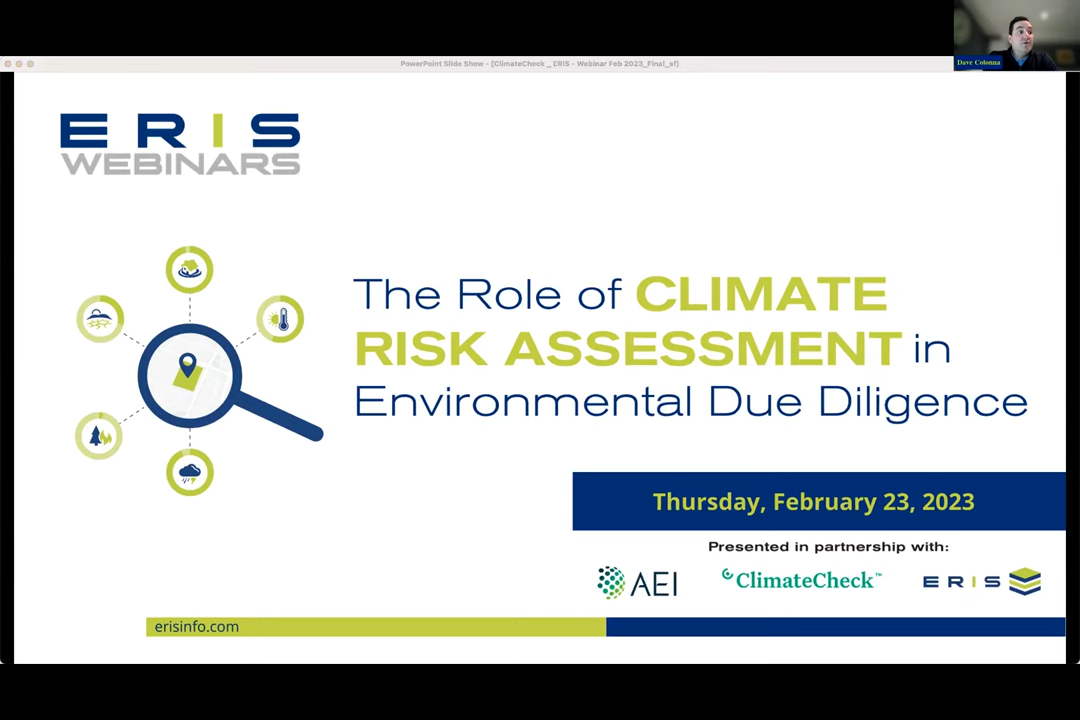 Dave Colonna
PowerPoint Slide Show - [ClimateCheck _ ERIS - Webinar Feb 2023_Final_sf]
ERIS
WEBINARS
The Role of CLIMATE
RISK ASSESSMENT in
Environmental Due Diligence
Thursday, February 23, 2023
Presented in partnership with:
AEI
ClimateCheck™
ERIS
erisinfo.com